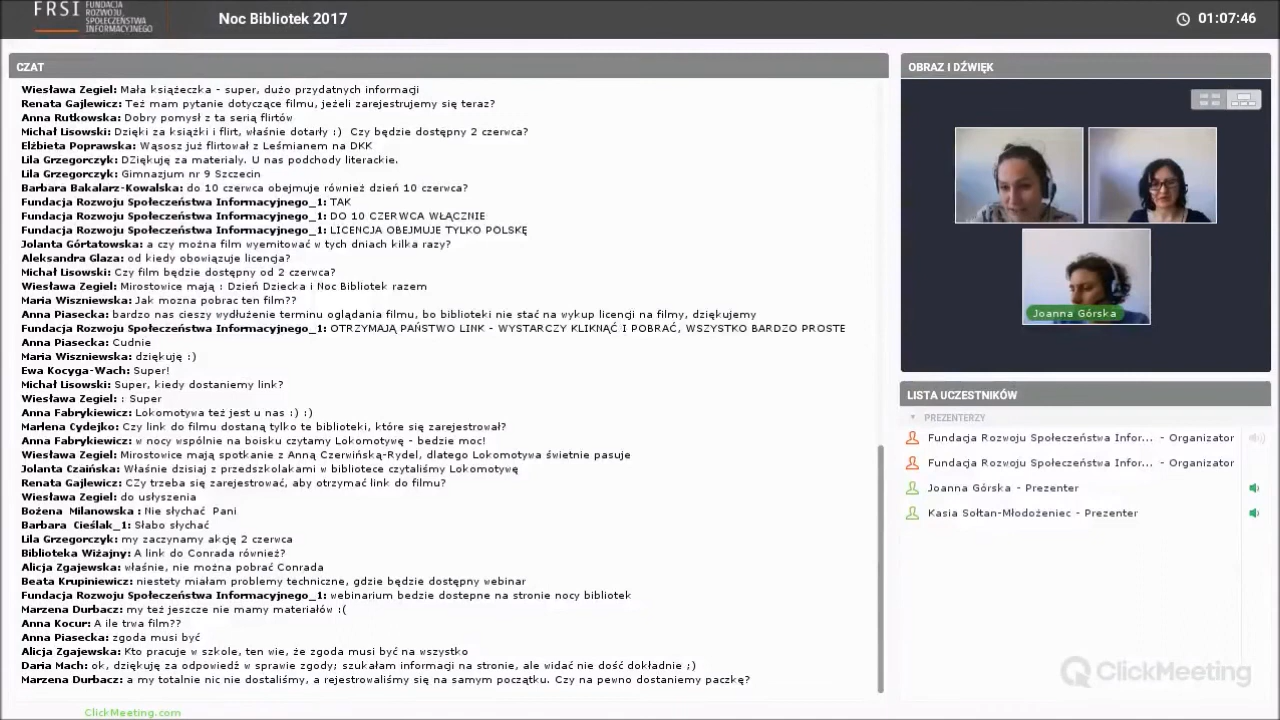 FRSI
FUNDACJA
ROZWOJU
SPOŁECZEŃSTWA
INFORMACYJNEGO
Noc Bibliotek 2017
01:07:46
CZAT
Wiesława Zegiel: Mała książeczka - super, dużo przydatnych informacji
Renata Gajlewicz: Też mam pytanie dotyczące filmu, jeżeli zarejestrujemy się teraz?
Anna Rutkowska: Dobry pomysł z ta serią flirtów
Michał Lisowski: Dzięki za książki i flirt, właśnie dotarły :) Czy będzie dostępny 2 czerwca?
Elżbieta Poprawska: Wąsosz już flirtował z Leśmianem na DKK
Lila Grzegorczyk: DZiękuję za materialy. U nas podchody literackie.
Lila Grzegorczyk: Gimnazjum nr 9 Szczecin
Barbara Bakalarz-Kowalska: do 10 czerwca obejmuje również dzień 10 czerwca?
Fundacja Rozwoju Społeczeństwa Informacyjnego_1: TAK
Fundacja Rozwoju Społeczeństwa Informacyjnego_1: DO 10 CZERWCA WŁĄCZNIE
Fundacja Rozwoju Społeczeństwa Informacyjnego_1: LICENCJA OBEJMUJE TYLKO POLSKĘ
Jolanta Górtatowska: a czy można film wyemitować w tych dniach kilka razy?
Aleksandra Glaza: od kiedy obowiązuje licencja?
Michał Lisowski: Czy film będzie dostępny od 2 czerwca?
Wiesława Zegiel: Mirostowice mają : Dzień Dziecka i Noc Bibliotek razem
Maria Wiszniewska: Jak mozna pobrac ten film??
Anna Piasecka: bardzo nas cieszy wydłużenie terminu oglądania filmu, bo biblioteki nie stać na wykup licencji na filmy, dziękujemy
Fundacja Rozwoju Społeczeństwa Informacyjnego_1: OTRZYMAJĄ PAŃSTWO LINK - WYSTARCZY KLIKNĄĆ I POBRAĆ, WSZYSTKO BARDZO PROSTE
Anna Piasecka: Cudnie
Maria Wiszniewska: dziękuję :)
Ewa Kocyga-Wach: Super!
Michał Lisowski: Super, kiedy dostaniemy link?
Wiesława Zegiel: : Super
Anna Fabrykiewicz: Lokomotywa też jest u nas :) :)
Marlena Cydejko: Czy link do filmu dostaną tylko te biblioteki, które się zarejestrował?
Anna Fabrykiewicz: w nocy wspólnie na boisku czytamy Lokomotywę - bedzie moc!
Wiesława Zegiel: Mirostowice mają spotkanie z Anną Czerwińską-Rydel, dlatego Lokomotywa świetnie pasuje
Jolanta Czaińska: Właśnie dzisiaj z przedszkolakami w bibliotece czytaliśmy Lokomotywę
Renata Gajlewicz: CZy trzeba się zarejestrować, aby otrzymać link do filmu?
Wiesława Zegiel: do usłyszenia
Bożena Milanowska : Nie słychać Pani
Barbara Cieślak_1: Słabo słychać
Lila Grzegorczyk: my zaczynamy akcję 2 czerwca
Biblioteka Wiżajny: A link do Conrada również?
Alicja Zgajewska: właśnie, nie można pobrać Conrada
Beata Krupiniewicz: niestety miałam problemy techniczne, gdzie będzie dostępny webinar
Fundacja Rozwoju Społeczeństwa Informacyjnego_1: webinarium bedzie dostepne na stronie nocy bibliotek
Marzena Durbacz: my też jeszcze nie mamy materiałów :(
Anna Kocur: A ile trwa film??
Anna Piasecka: zgoda musi być
Alicja Zgajewska: Kto pracuje w szkole, ten wie, że zgoda musi być na wszystko
Daria Mach: ok, dziękuję za odpowiedź w sprawie zgody; szukałam informacji na stronie, ale widać nie dość dokładnie ;)
Marzena Durbacz: a my totalnie nic nie dostaliśmy, a rejestrowaliśmy się na samym początku. Czy na pewno dostaniemy paczkę?
ClickMeeting.com
OBRAZ I DŹWIĘK
Joanna Górska
LISTA UCZESTNIKÓW
PREZENTERZY
Fundacja Rozwoju Społeczeństwa Infor... - Organizator
Fundacja Rozwoju Społeczeństwa Infor... - Organizator
Joanna Górska - Prezenter
Kasia Sołtan-Młodożeniec - Prezenter
ClickMeeting